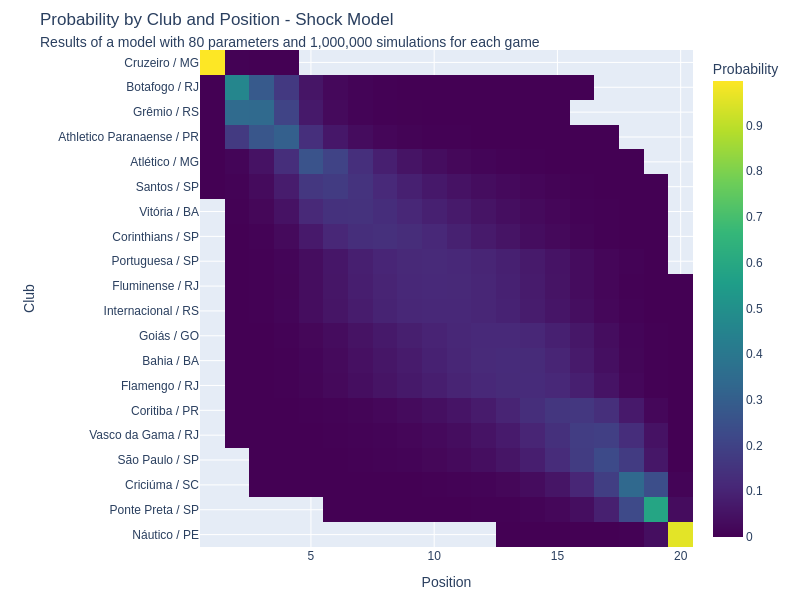 Probability by Club and Position - Shock Model
Results of a model with 80 parameters and 1,000,000 simulations for each game
Probability
Cruzeiro / MG
Botafogo / RJ
Grêmio / RS
Athletico Paranaense / PR
Atlético / MG
Santos / SP
Vitória / BA
Corinthians / SP
Portuguesa / SP
Fluminense / RJ
Internacional / RS
Goiás / GO
Bahia / BA
Flamengo / RJ
Coritiba / PR
Vasco da Gama / RJ
São Paulo / SP
Criciúma / SC
Ponte Preta / SP
Náutico / PE
Club
5
10
15
20
Position
0.9
0.8
0.7
0.6
0.5
0.4
0.3
0.2
0.1
0